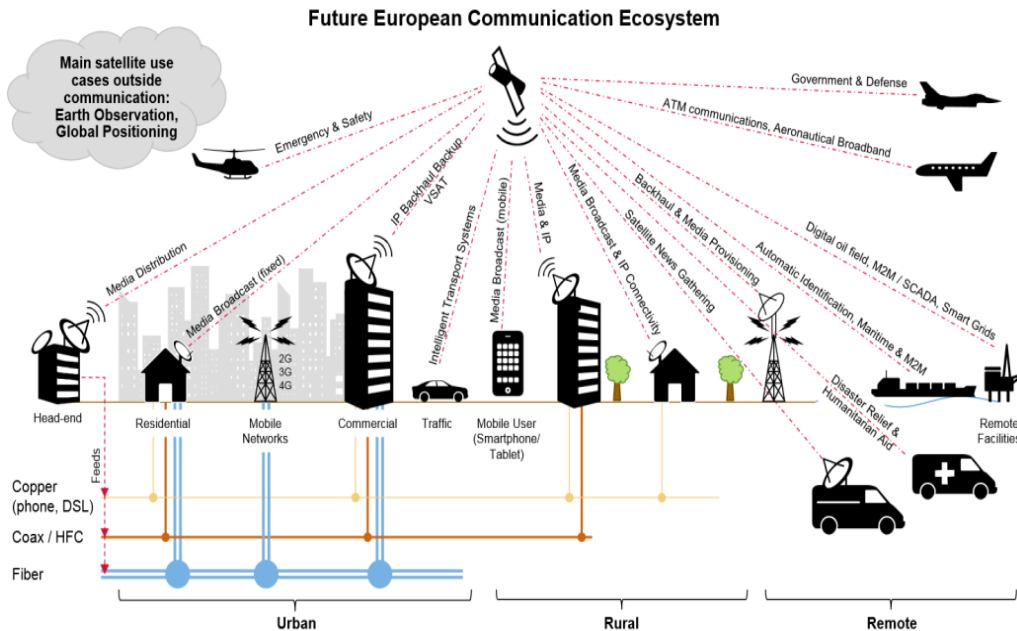 Future European Communication Ecosystem
Main satellite use
cases outside
communication:
Earth Observation,
Global Positioning
Emergency & Safety
Government & Defense
ATM communications, Aeronautical Broadband
IP Backhaul Backup
VSAT
Media Distribution
Media Broadcast (fixed)
Intelligent Transport Systems
Media Broadcast (mobile)
Media & IP
Media Broadcast & IP Connectivity
Satellite News Gathering
Backhaul & Media Provisioning
Automatic Identification, Maritime & M2M
Digital oil field, M2M / SCADA, Smart Grids
Disaster Relief &
Humanitarian Aid
2G
3G
4G
Head-end
Residential
Mobile
Networks
Commercial
Traffic
Mobile User
(Smartphone/
Tablet)
Remote
Facilities
Feeds
Copper
(phone, DSL)
Coax / HFC
Fiber
Urban
Rural
Remote